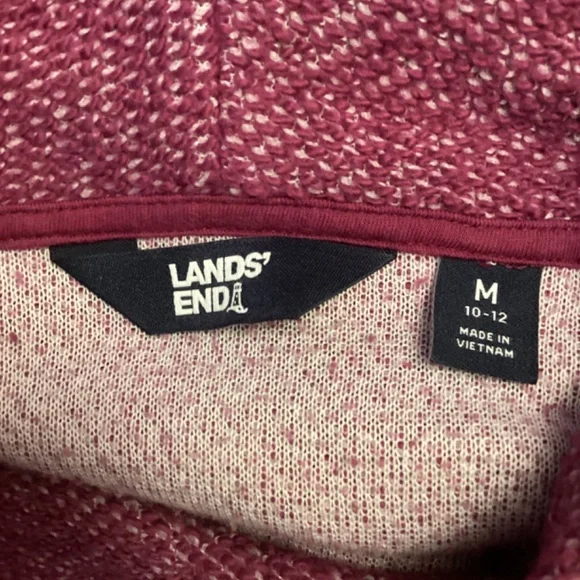 LANDS'
END
M
10-12
MADE IN
VIETNAM